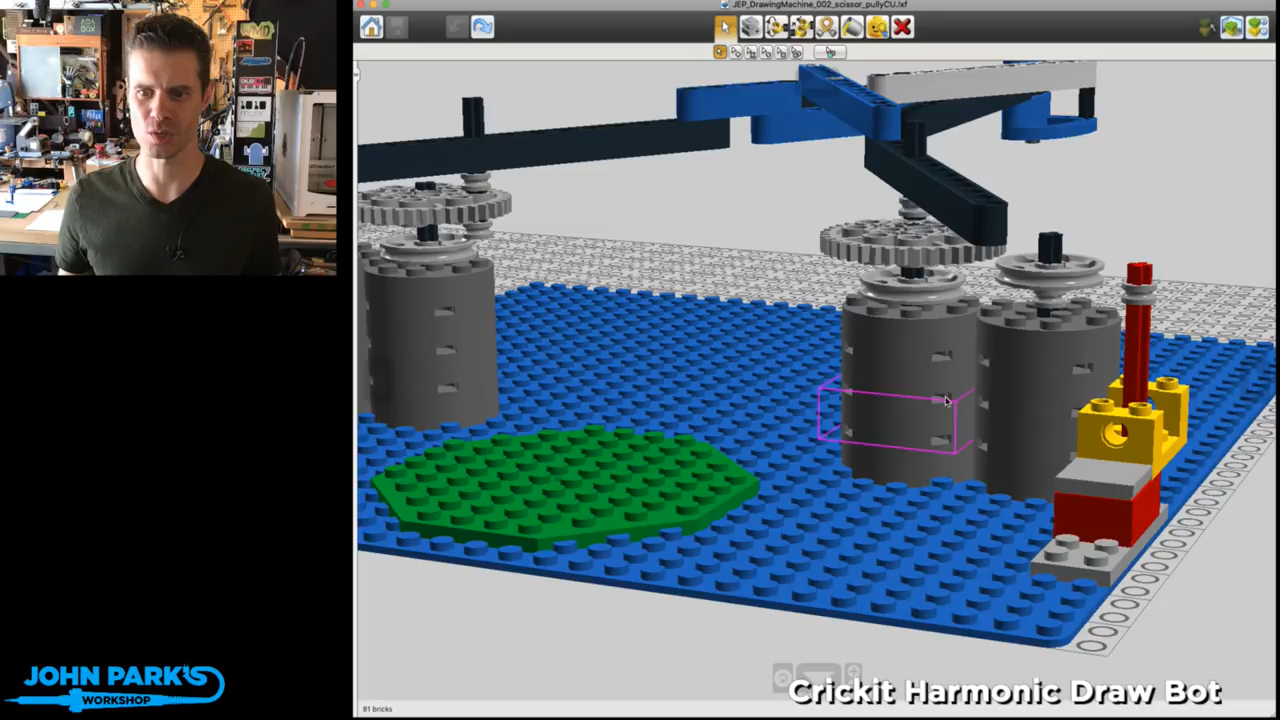 JEP_DrawingMachine_002_scissor_pullyCU.lxf
JOHN PARK'S
WORKSHOP
81 bricks
Crickit Harmonic Draw Bot